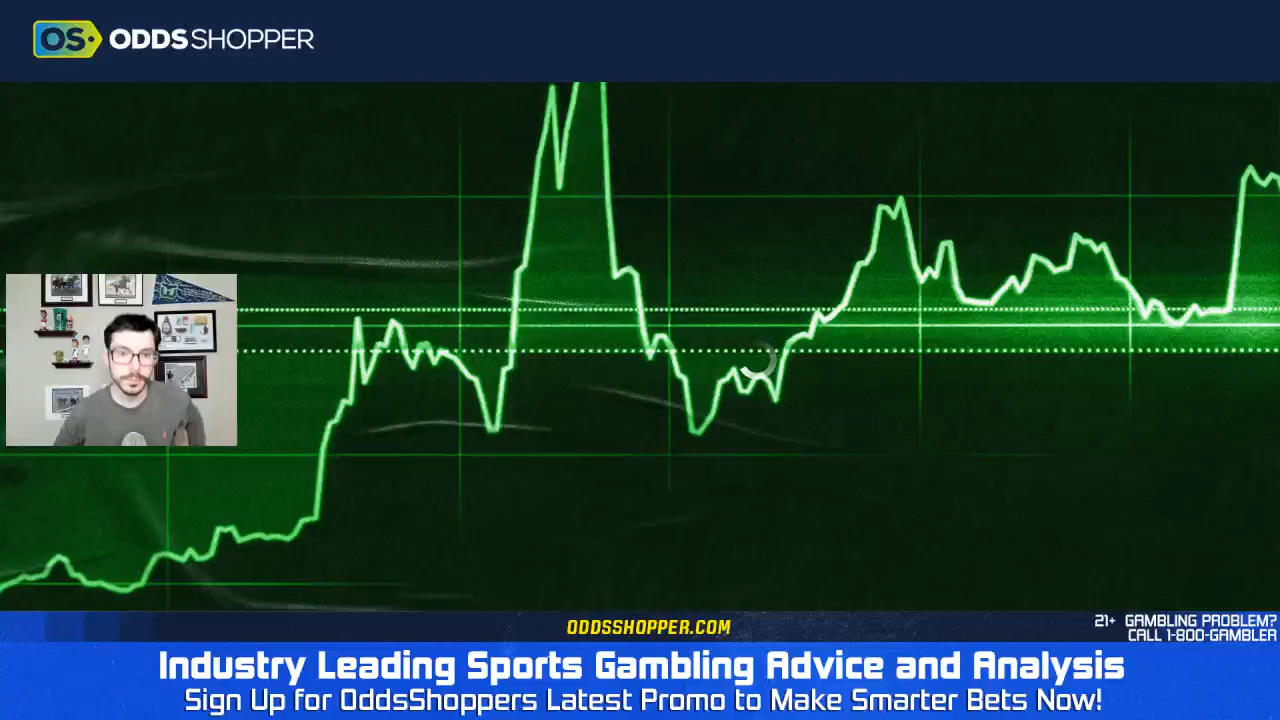 OS
ODDSSHOPPER
ODDSSHOPPER.COM
21+ GAMBLING PROBLEM?
CALL 1-800-GAMBLER
Industry Leading Sports Gambling Advice and Analysis
Sign Up for OddsShoppers Latest Promo to Make Smarter Bets Now!